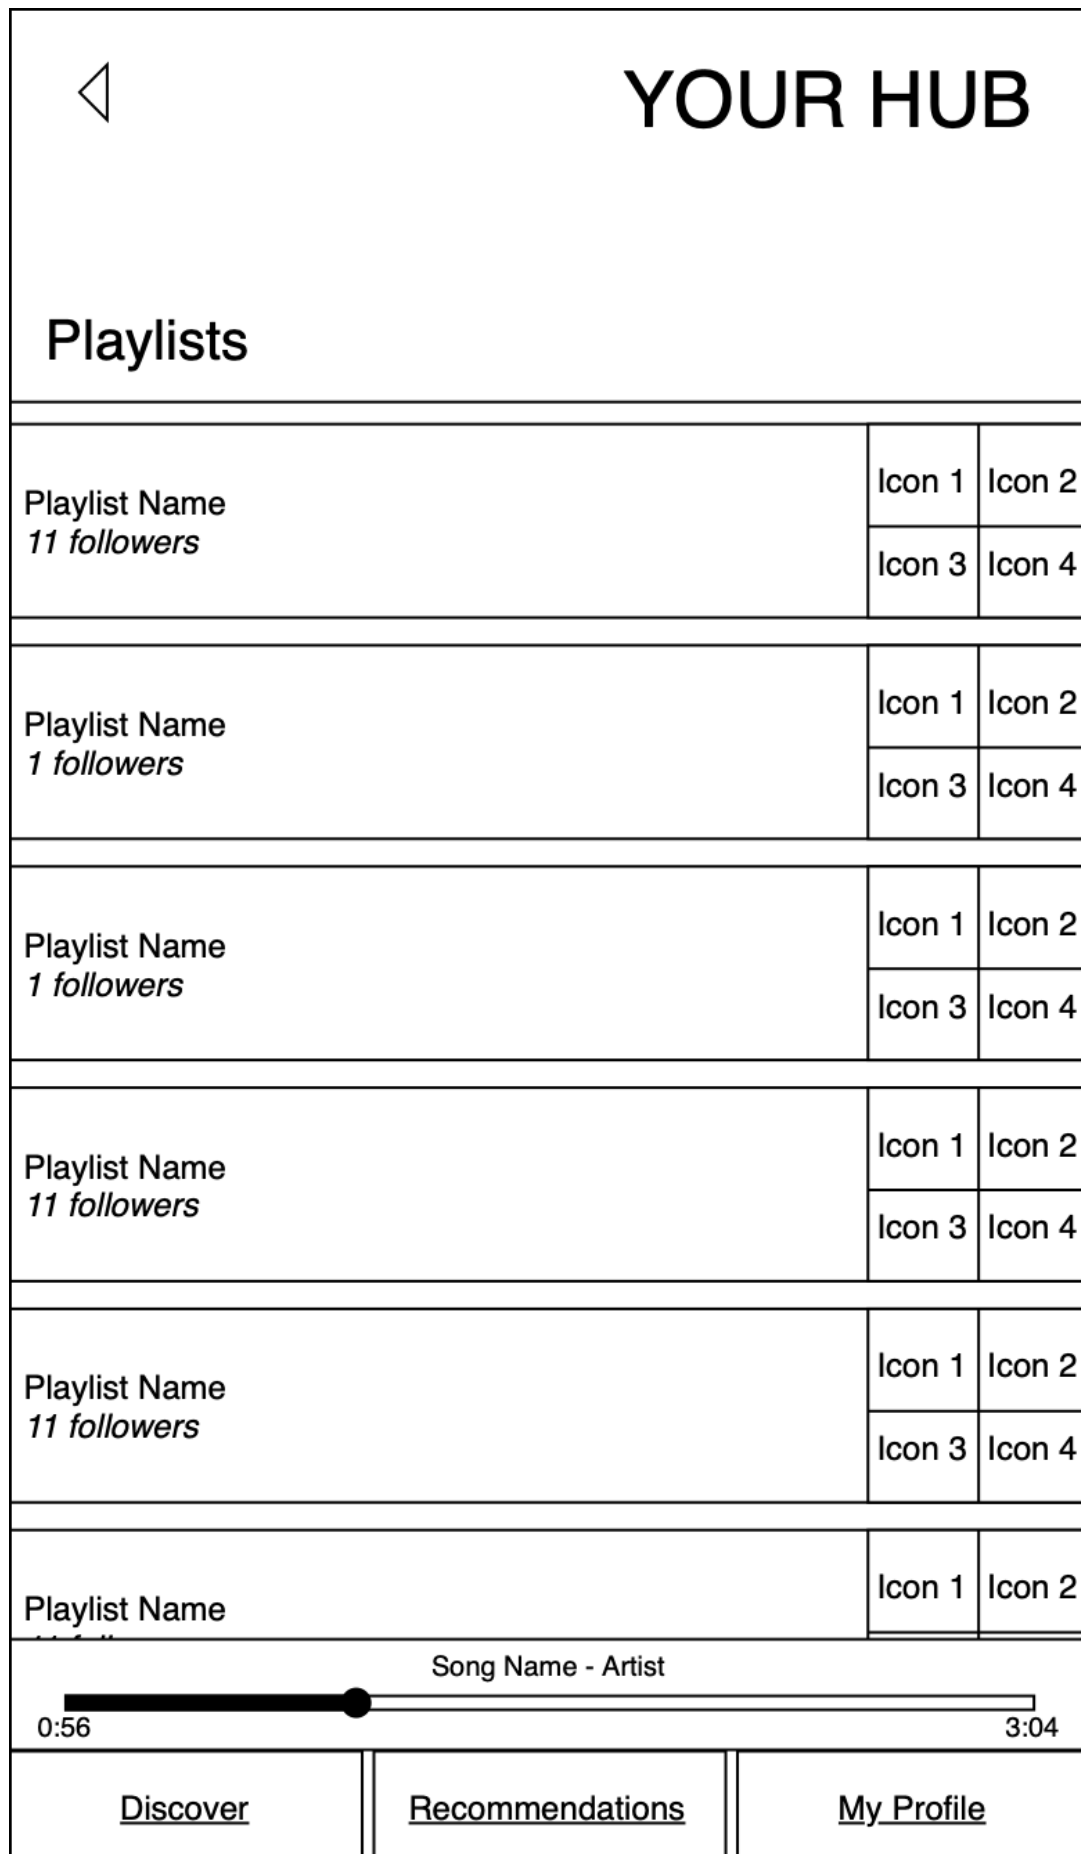 YOUR HUB
Playlists
Playlist Name
11 followers
Icon 1 Icon 2
Icon 3 Icon 4
Playlist Name
1 followers
Icon 1 Icon 2
Icon 3 Icon 4
Playlist Name
1 followers
Icon 1 Icon 2
Icon 3 Icon 4
Playlist Name
11 followers
Icon 1 Icon 2
Icon 3 Icon 4
Playlist Name
11 followers
Icon 1 Icon 2
Icon 3 Icon 4
Playlist Name
Icon 1 Icon 2
Song Name - Artist
0:56 3:04
Discover Recommendations My Profile